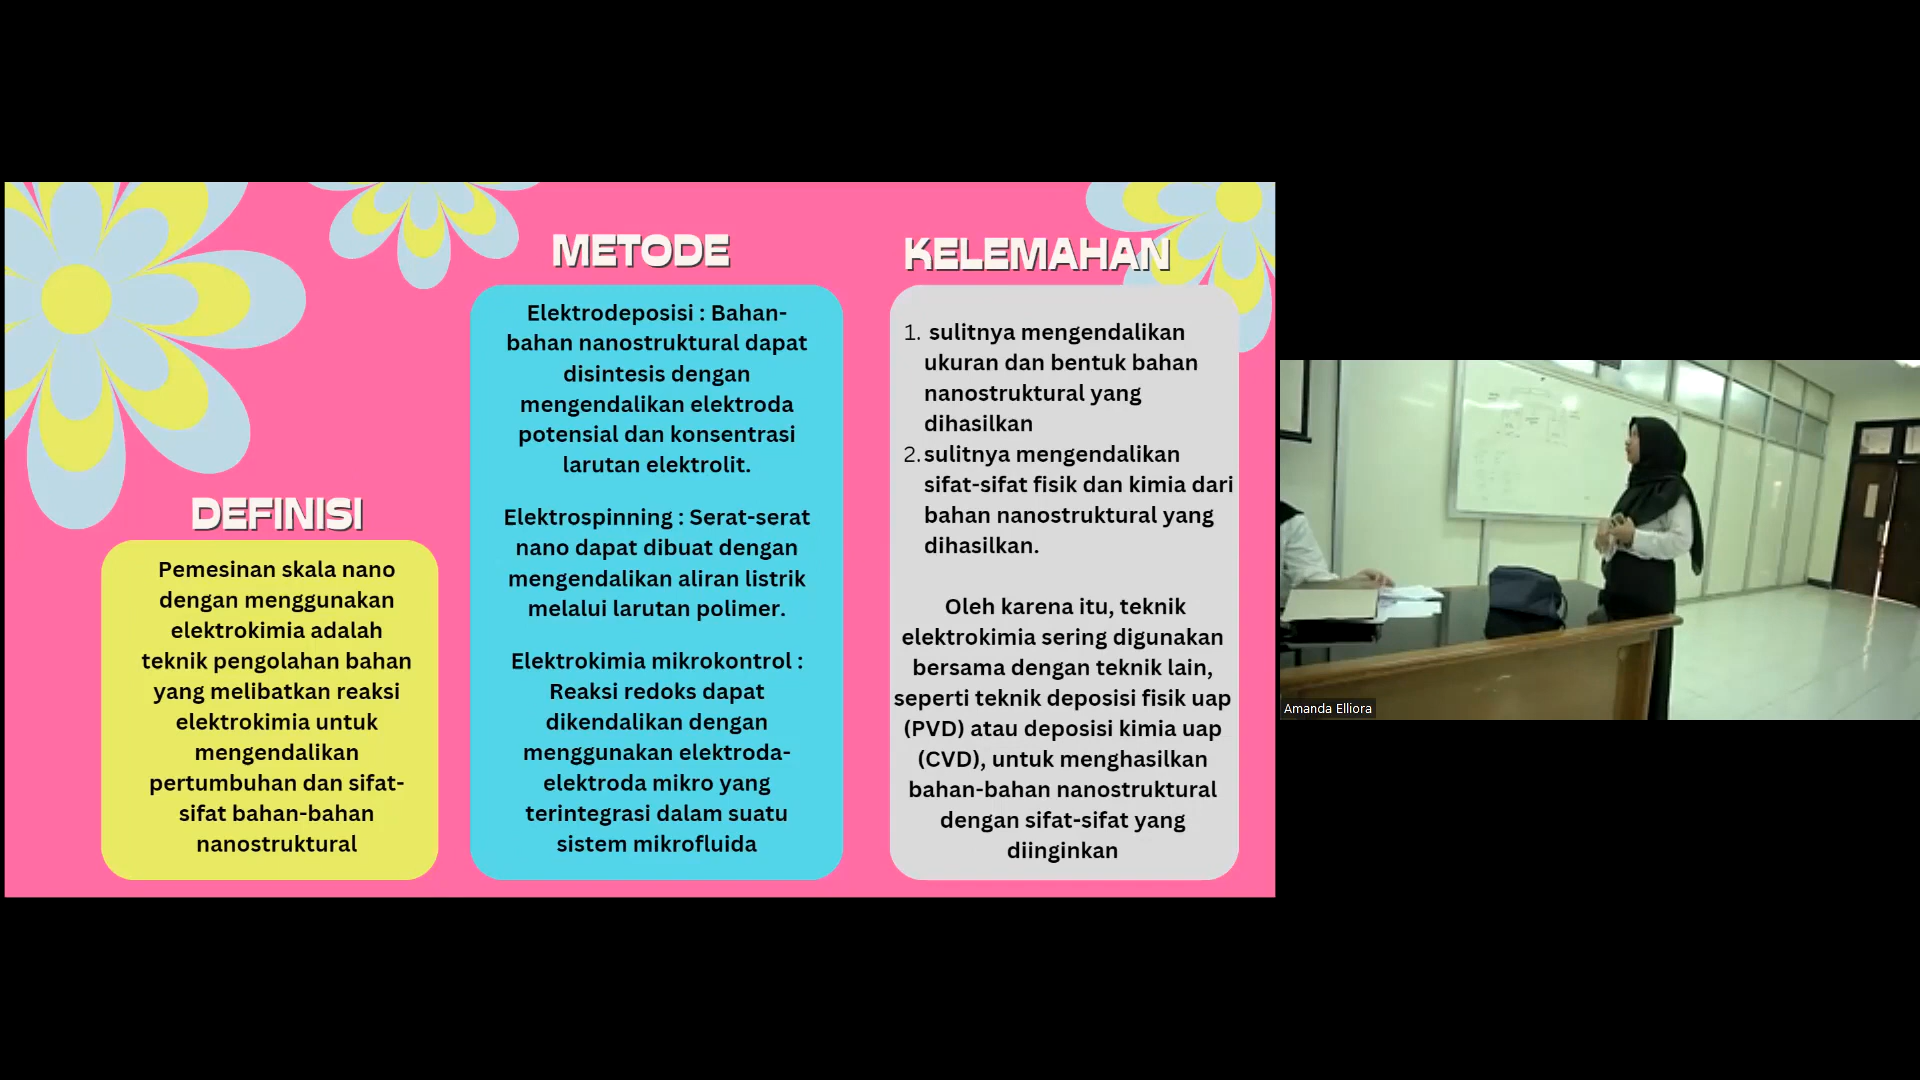 DEFINISI
Pemesinan skala nano
dengan menggunakan
elektrokimia adalah
teknik pengolahan bahan
yang melibatkan reaksi
elektrokimia untuk
mengendalikan
pertumbuhan dan sifat-
sifat bahan-bahan
nanostruktural
METODE
Elektrodeposisi : Bahan-
bahan nanostruktural dapat
disintesis dengan
mengendalikan elektroda
potensial dan konsentrasi
larutan elektrolit.
Elektrospinning : Serat-serat
nano dapat dibuat dengan
mengendalikan aliran listrik
melalui larutan polimer.
Elektrokimia mikrokontrol :
Reaksi redoks dapat
dikendalikan dengan
menggunakan elektroda-
elektroda mikro yang
terintegrasi dalam suatu
sistem mikrofluida
KELEMAHAN
1. sulitnya mengendalikan
ukuran dan bentuk bahan
nanostruktural yang
dihasilkan
2. sulitnya mengendalikan
sifat-sifat fisik dan kimia dari
bahan nanostruktural yang
dihasilkan.
Oleh karena itu, teknik
elektrokimia sering digunakan
bersama dengan teknik lain,
seperti teknik deposisi fisik uap
(PVD) atau deposisi kimia uap
(CVD), untuk menghasilkan
bahan-bahan nanostruktural
dengan sifat-sifat yang
diinginkan
Amanda Elliora